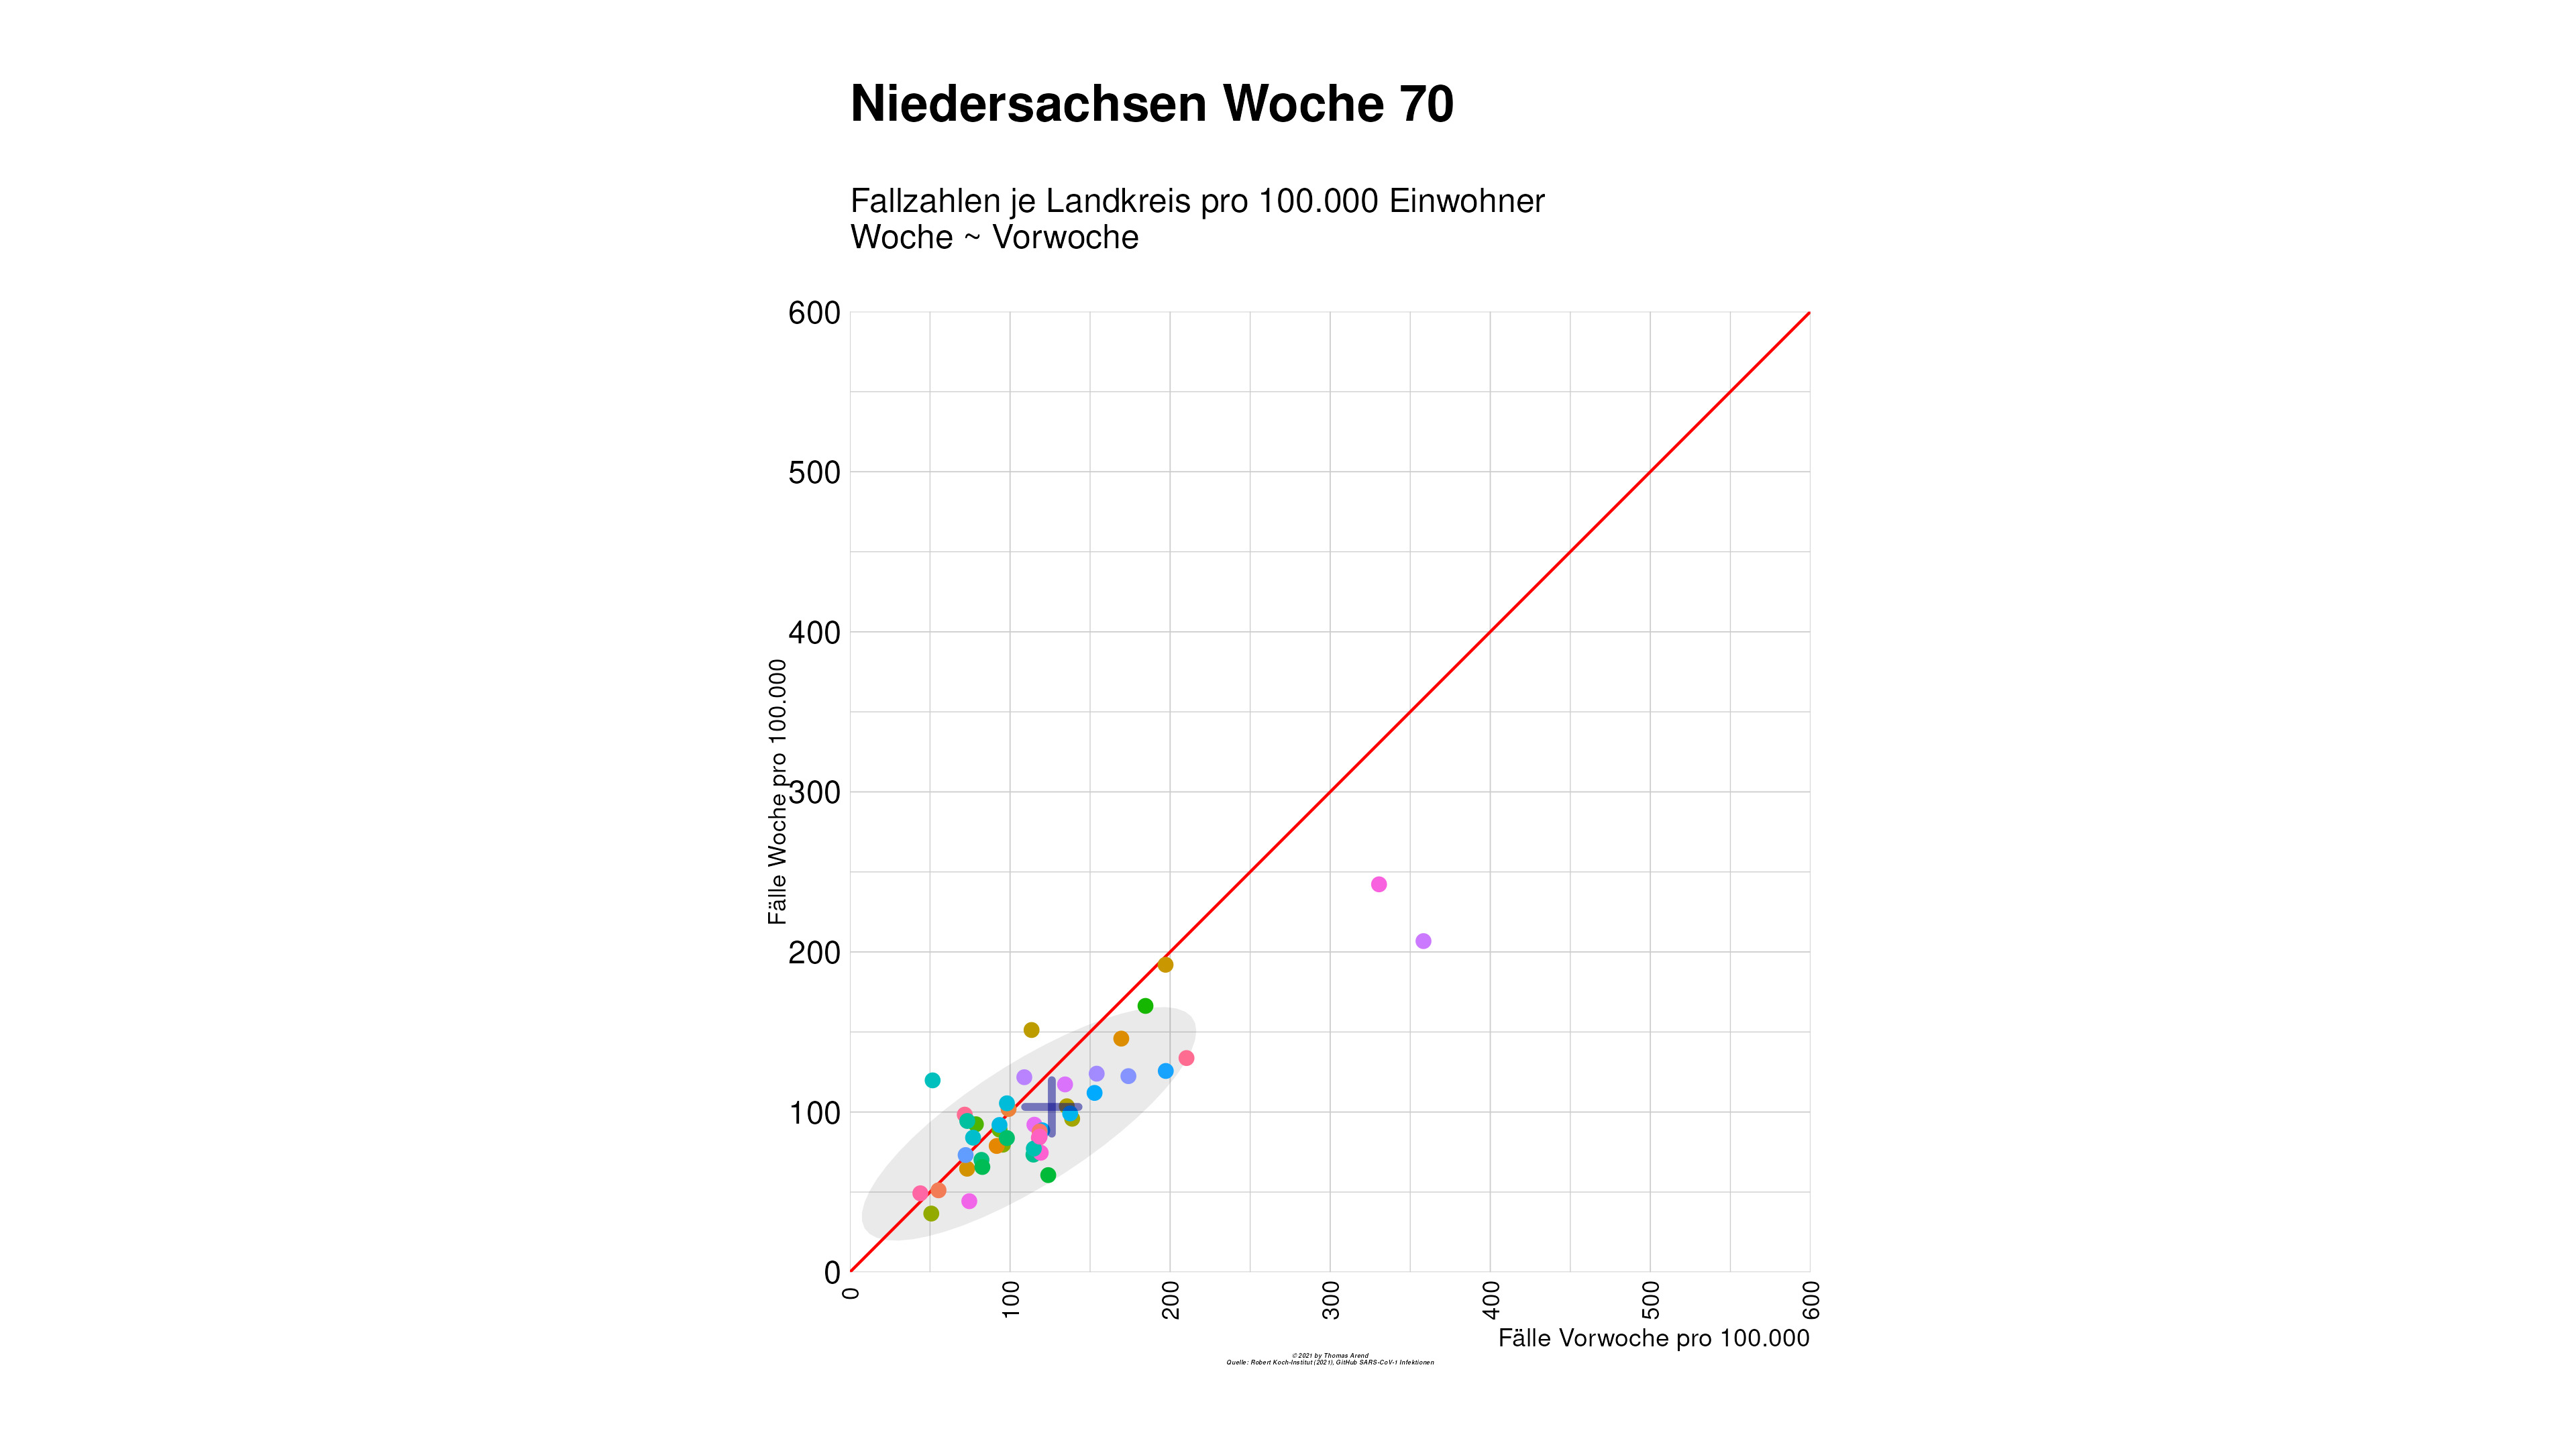 Niedersachsen Woche 70
Fallzahlen je Landkreis pro 100.000 Einwohner
Woche ~ Vorwoche
600
500
400
300
200
100
0
Fälle Woche pro 100.000
0
100
200
300
400
500
600
Fälle Vorwoche pro 100.000
© 2021 by Thomas Arend
Quelle: Robert Koch-Institut (2021), GitHub SARS-CoV-1 Infektionen